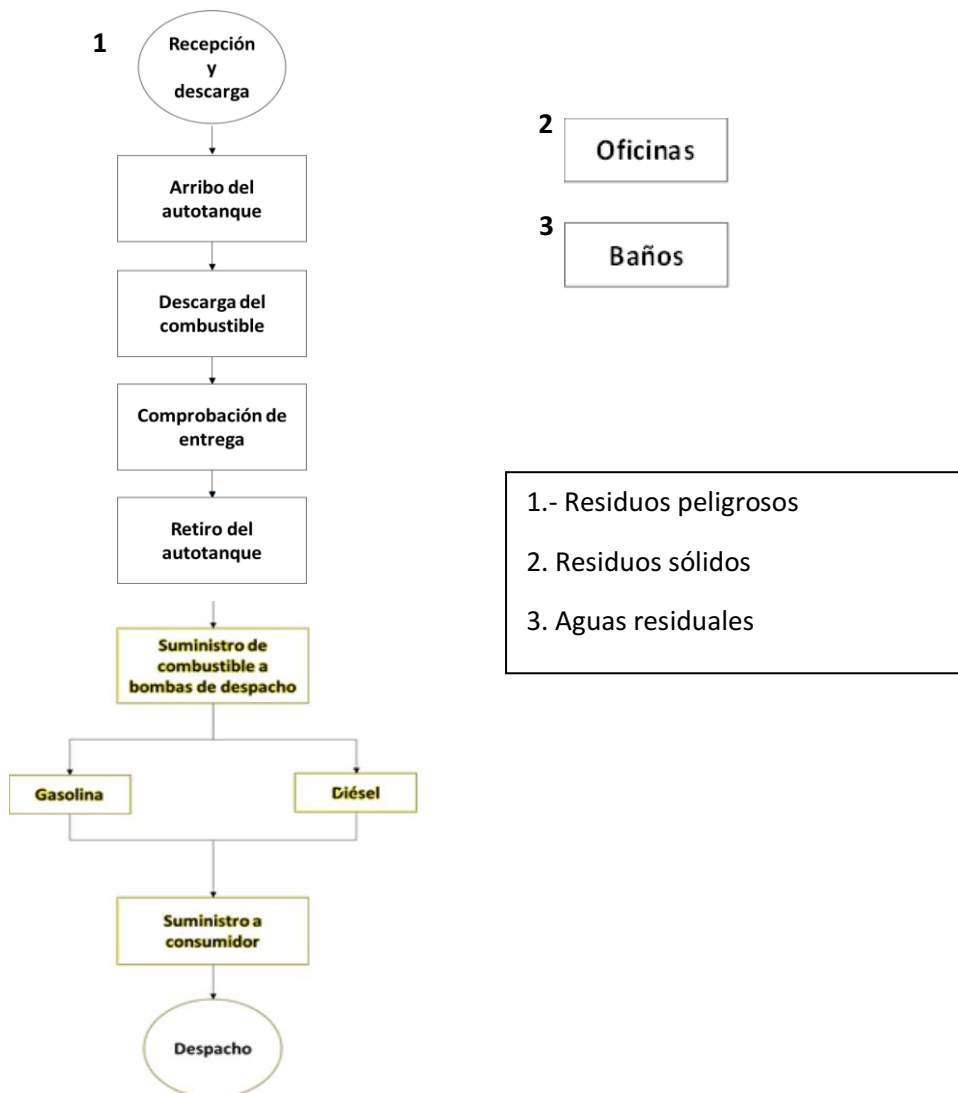 1
Recepción
y
descarga
Arribo del
autotanque
Descarga del
combustible
Comprobación de
entrega
Retiro del
autotanque
Suministro de
combustible a
bombas de despacho
Gasolina
Diésel
Suministro a
consumidor
Despacho
2
Oficinas
3
Baños
1.- Residuos peligrosos
2. Residuos sólidos
3. Aguas residuales